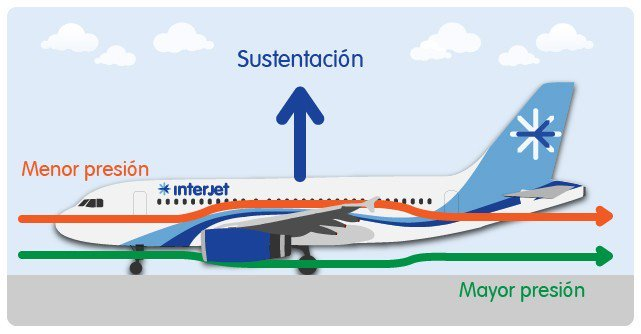 Sustentación
Menor presión
interjet
Mayor presión